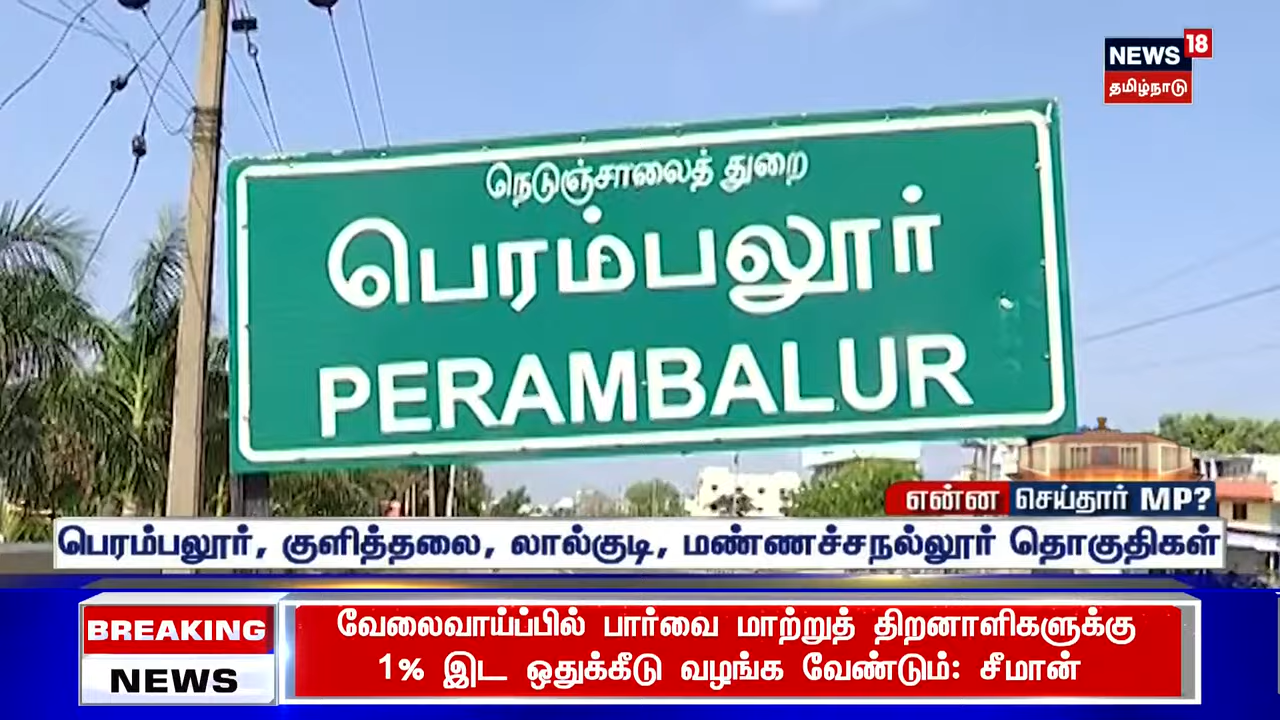 NEWS 18
தமிழ்நாடு
நெடுஞ்சாலைத் துறை
பெரம்பலூர்
PERAMBALUR
என்ன செய்தார் MP?
பெரம்பலூர், குளித்தலை, லால்குடி, மண்ணச்சநல்லூர் தொகுதிகள்
BREAKING
NEWS
வேலைவாய்ப்பில் பார்வை மாற்றுத் திறனாளிகளுக்கு
1% இட ஒதுக்கீடு வழங்க வேண்டும்: சீமான்